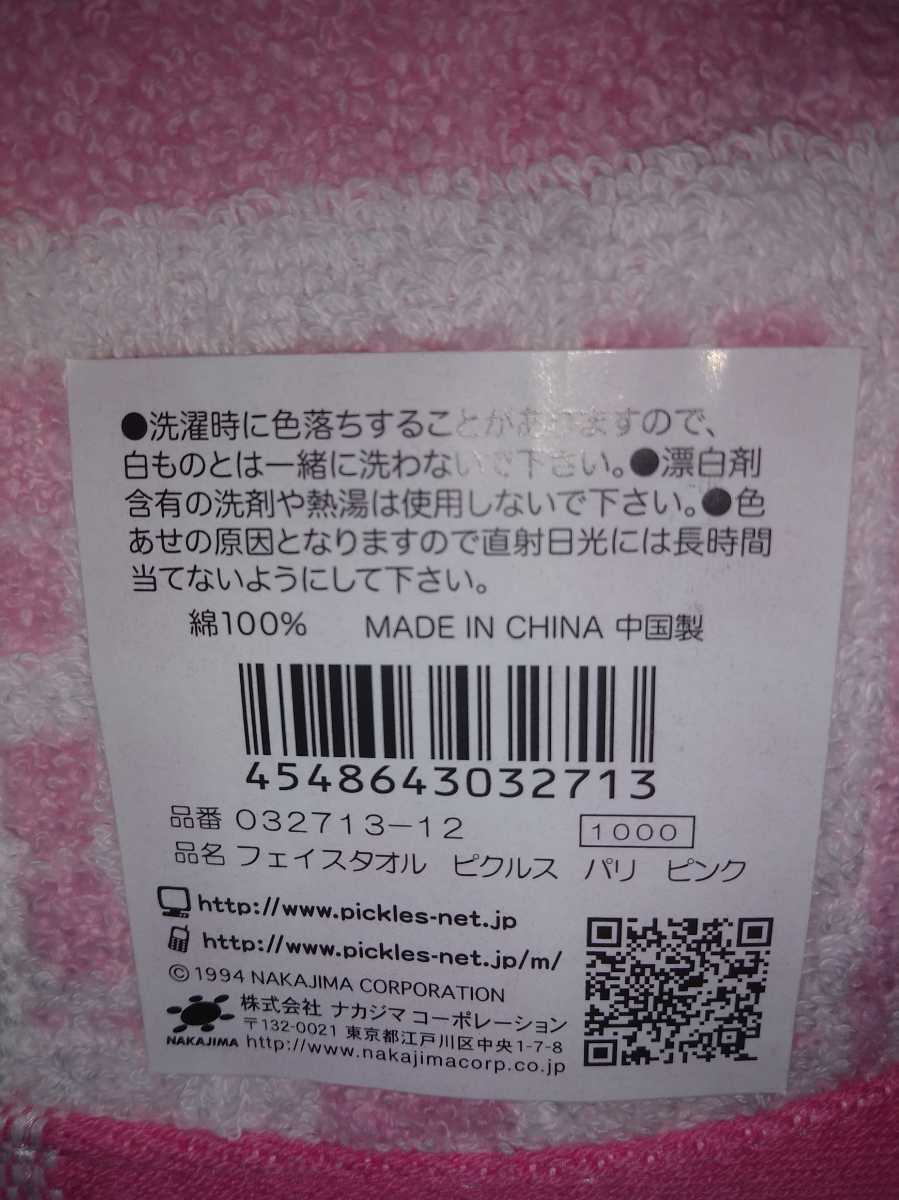 ●洗濯時に色落ちすることがありますので、
白ものとは一緒に洗わないで下さい。●漂白剤
含有の洗剤や熱湯は使用しないで下さい。●色
あせの原因となりますので直射日光には長時間
当てないようにして下さい。
綿100% MADE IN CHINA 中国製
4548643032713
品番 032713-12 1000
品名 フェイスタオル ピクルス パリ ピンク
http://www.pickles-net.jp
http://www.pickles-net.jp/m/
© 1994 NAKAJIMA CORPORATION
株式会社 ナカジマ コーポレーション
〒132-0021 東京都江戸川区中央1-7-8
NAKAJIMA http://www.nakajimacorp.co.jp